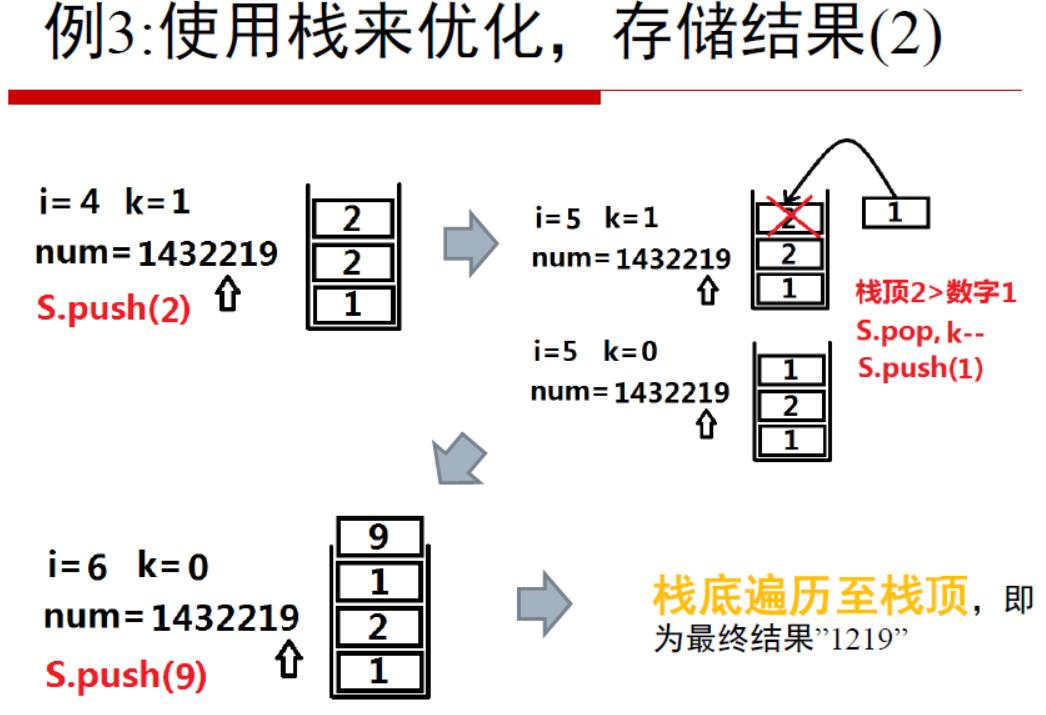 例3:使用栈来优化，存储结果(2)
i=4 k=1
num=1432219
S.push(2)
2
2
1
i=5 k=1
num=1432219
2
2
1
1
栈顶2>数字1
S.pop,k--
S.push(1)
i=5 k=0
num=1432219
1
2
1
i=6 k=0
num=1432219
S.push(9)
9
1
2
1
栈底遍历至栈顶，即
为最终结果”1219”